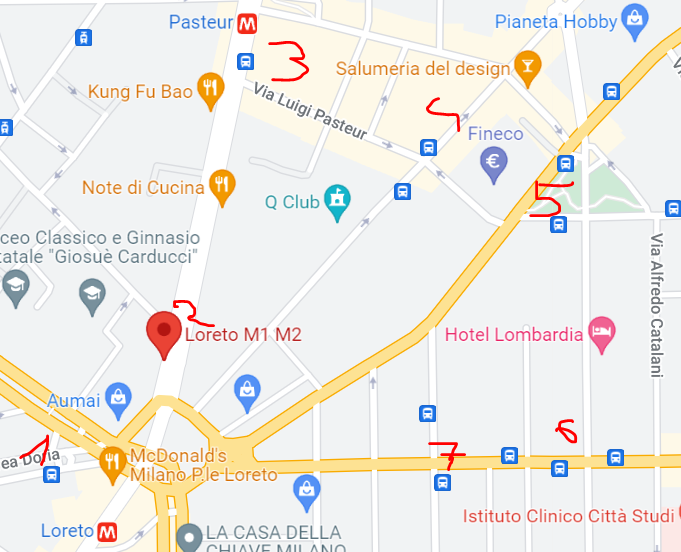 Pasteur M
Pianeta Hobby
3
Salumeria del design
Kung Fu Bao
Via Luigi Pasteur
Fineco
€
Note di Cucina
Q Club
5
ceo Classico e Ginnasio
tatale "Giosuè Carducci"
Via Alfredo Catalani
2
Loreto M1 M2
Hotel Lombardia
Aumai
1
ea Doria
McDonald's
Milano P.le Loreto
7
8
Loreto M
LA CASA DELLA
CHIAVE MILANO
Istituto Clinico Città Studi